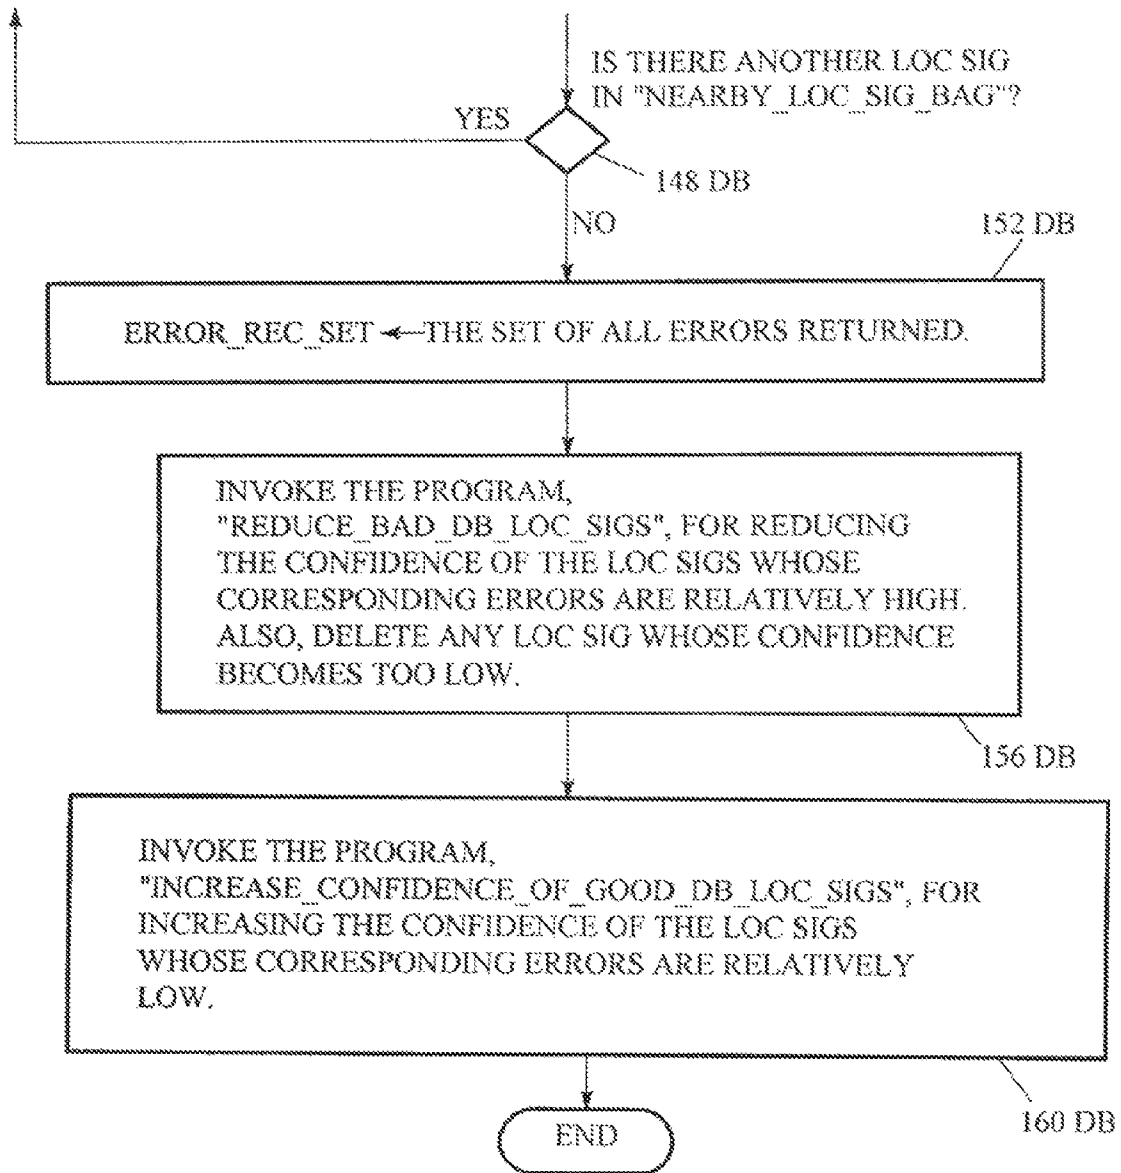 IS THERE ANOTHER LOC SIG
IN "NEARBY_LOC_SIG_BAG"?
YES
148 DB
NO
152 DB
ERROR_REC_SET ← THE SET OF ALL ERRORS RETURNED.
INVOKE THE PROGRAM,
"REDUCE_BAD_DB_LOC_SIGS", FOR REDUCING
THE CONFIDENCE OF THE LOC SIGS WHOSE
CORRESPONDING ERRORS ARE RELATIVELY HIGH.
ALSO, DELETE ANY LOC SIG WHOSE CONFIDENCE
BECOMES TOO LOW.
156 DB
INVOKE THE PROGRAM,
"INCREASE_CONFIDENCE_OF_GOOD_DB_LOC_SIGS", FOR
INCREASING THE CONFIDENCE OF THE LOC SIGS
WHOSE CORRESPONDING ERRORS ARE RELATIVELY
LOW.
160 DB
END